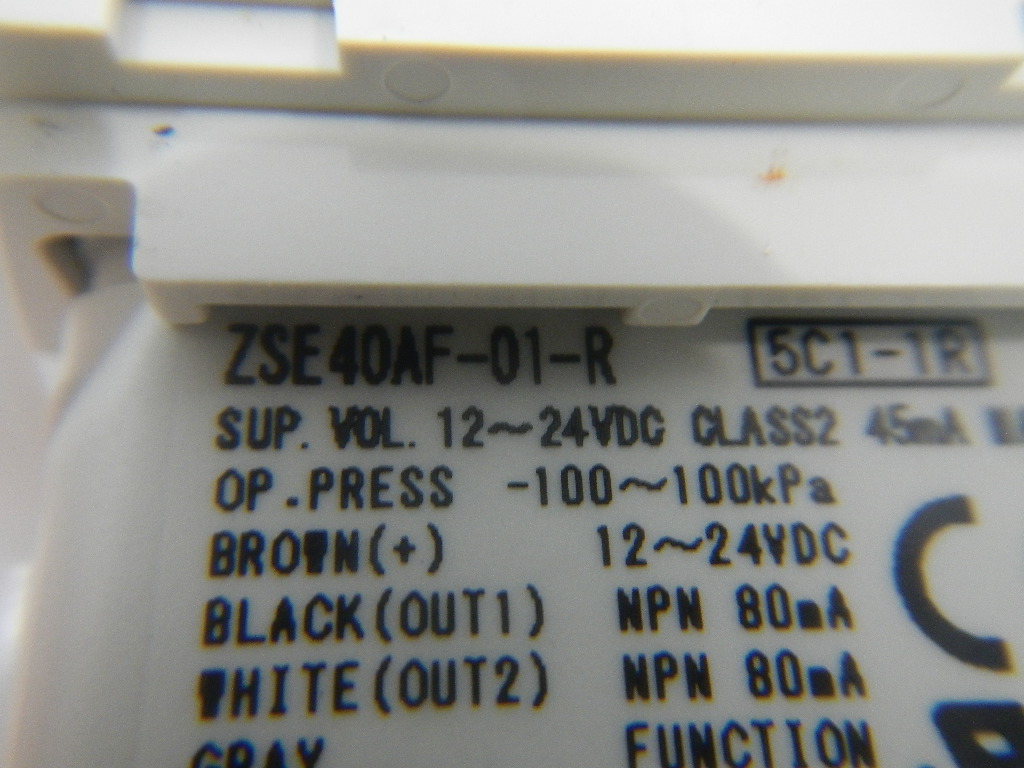 ZSE40AF-01-R 5C1-1R
SUP. VOL. 12~24VDC CLASS2 45mA
OP.PRESS -100~100kPa
BROWN(+) 12~24VDC
BLACK(OUT1) NPN 80mA
WHITE(OUT2) NPN 80mA
GRAY FUNCTION